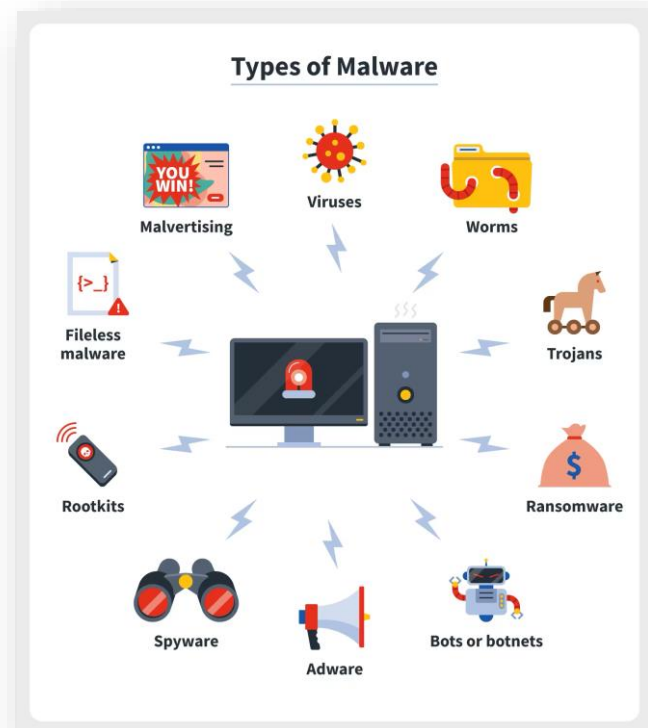 Types of Malware
YOU
WIN!
Malvertising
Viruses
Worms
{>_}
!
Fileless
malware
Trojans
Rootkits
$
Ransomware
Spyware
Adware
Bots or botnets